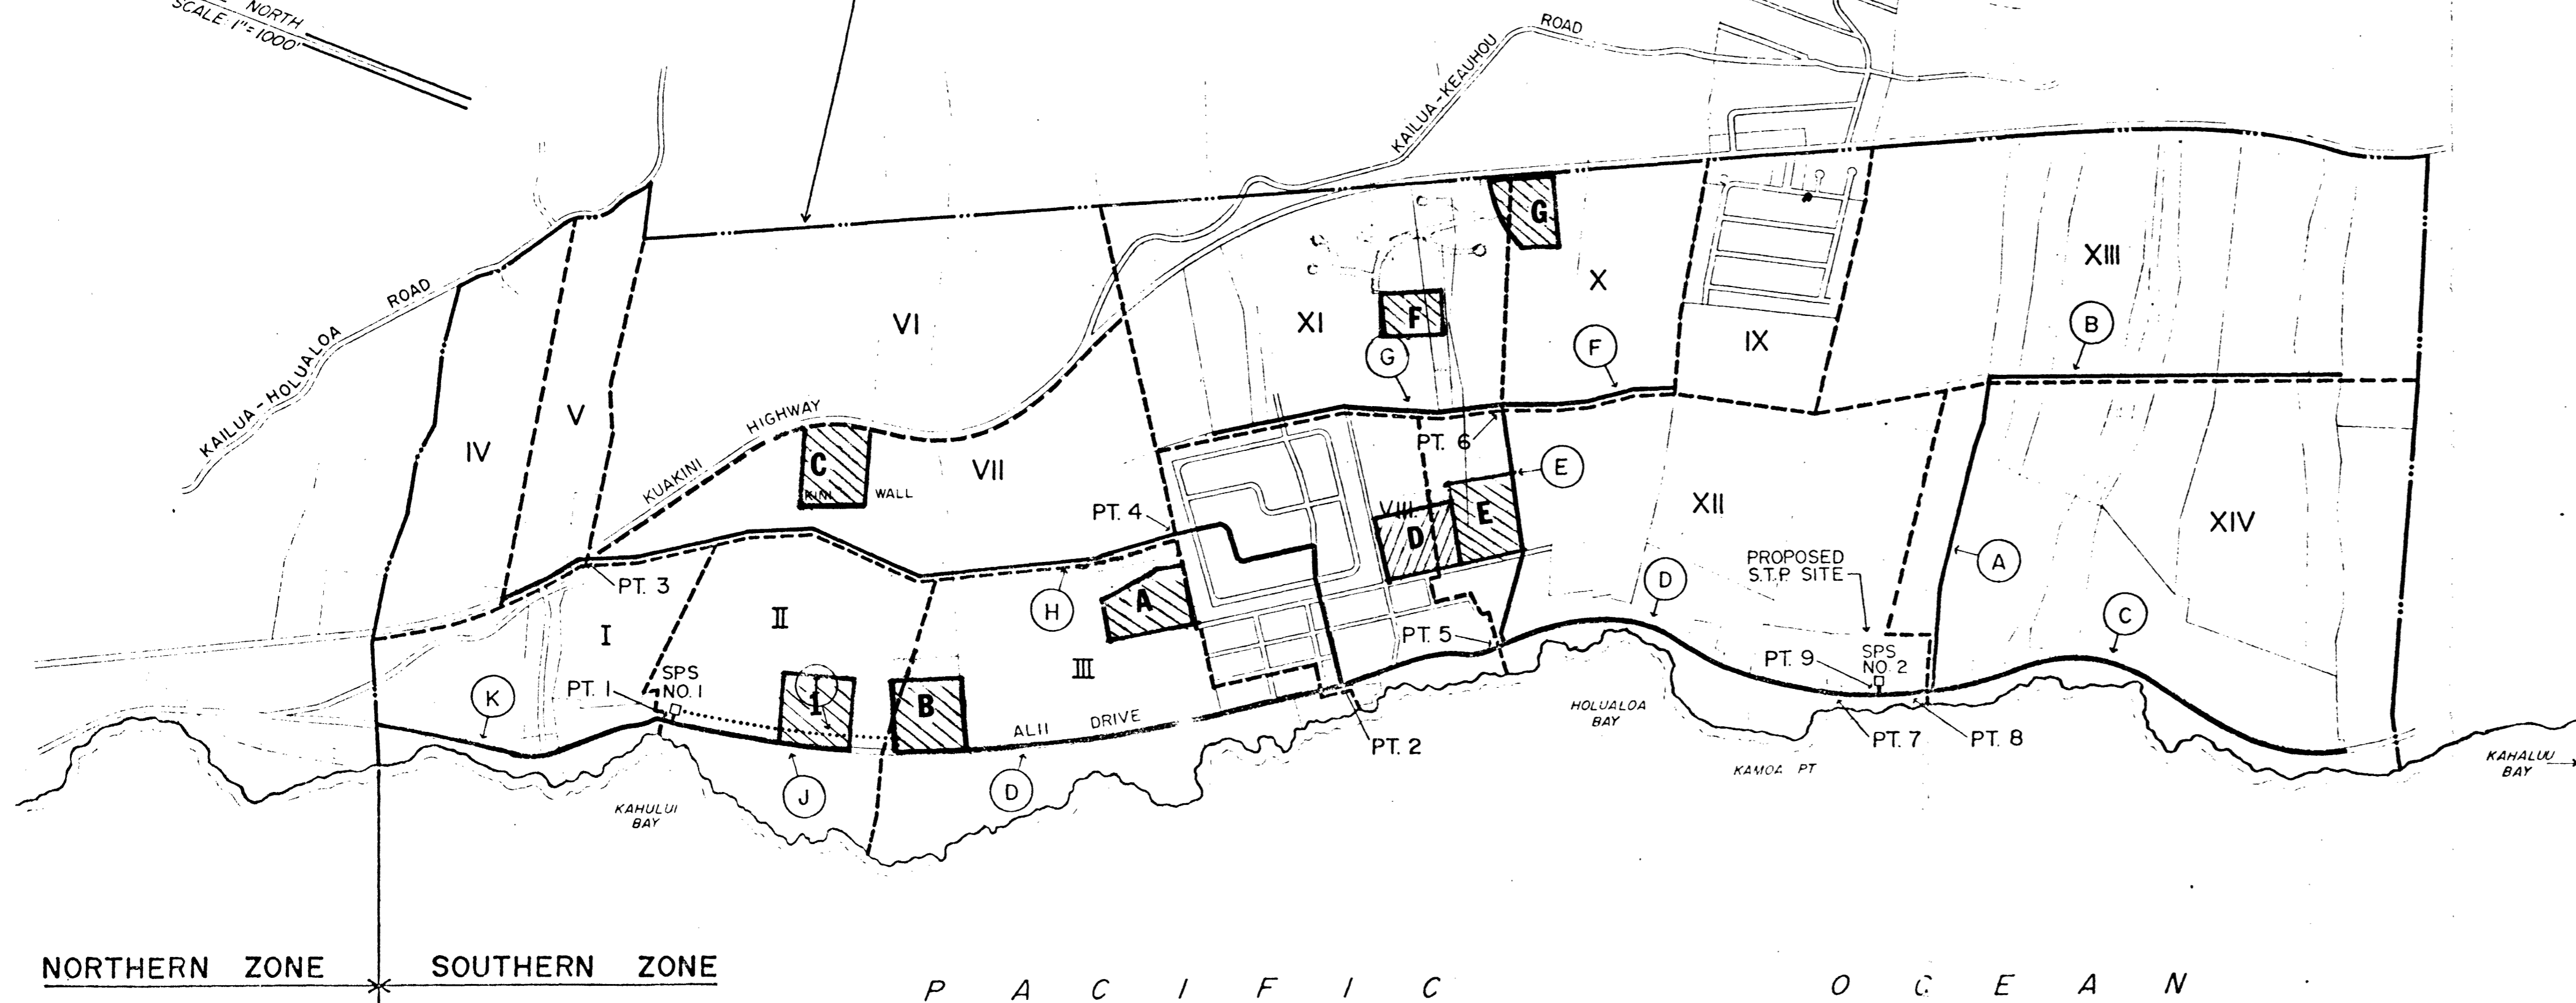 NORTH
SCALE: 1"=1000'
ROAD
KAILUA-KEAUHOU
G
XIII
X
ROAD
VI
XI
F
B
IX
F
G
KAILUA-HOLUALOA
V
HIGHWAY
IV
PT. 6
C
VII
E
KUAKINI
KINI WALL
XII
PT. 4
VIII
D
E
XIV
PROPOSED
S.T.P. SITE
A
PT. 3
D
A
H
II
C
I
PT. 5
III
SPS
NO. 1
PT. 9
SPS
NO. 2
PT. 1
K
I
B
ALII DRIVE
HOLUALOA
BAY
PT. 2
PT. 7
PT. 8
KAHALUU
BAY
KAMOA PT
J
D
KAHULUI
BAY
NORTHERN ZONE
SOUTHERN ZONE
PACIFIC OCEAN